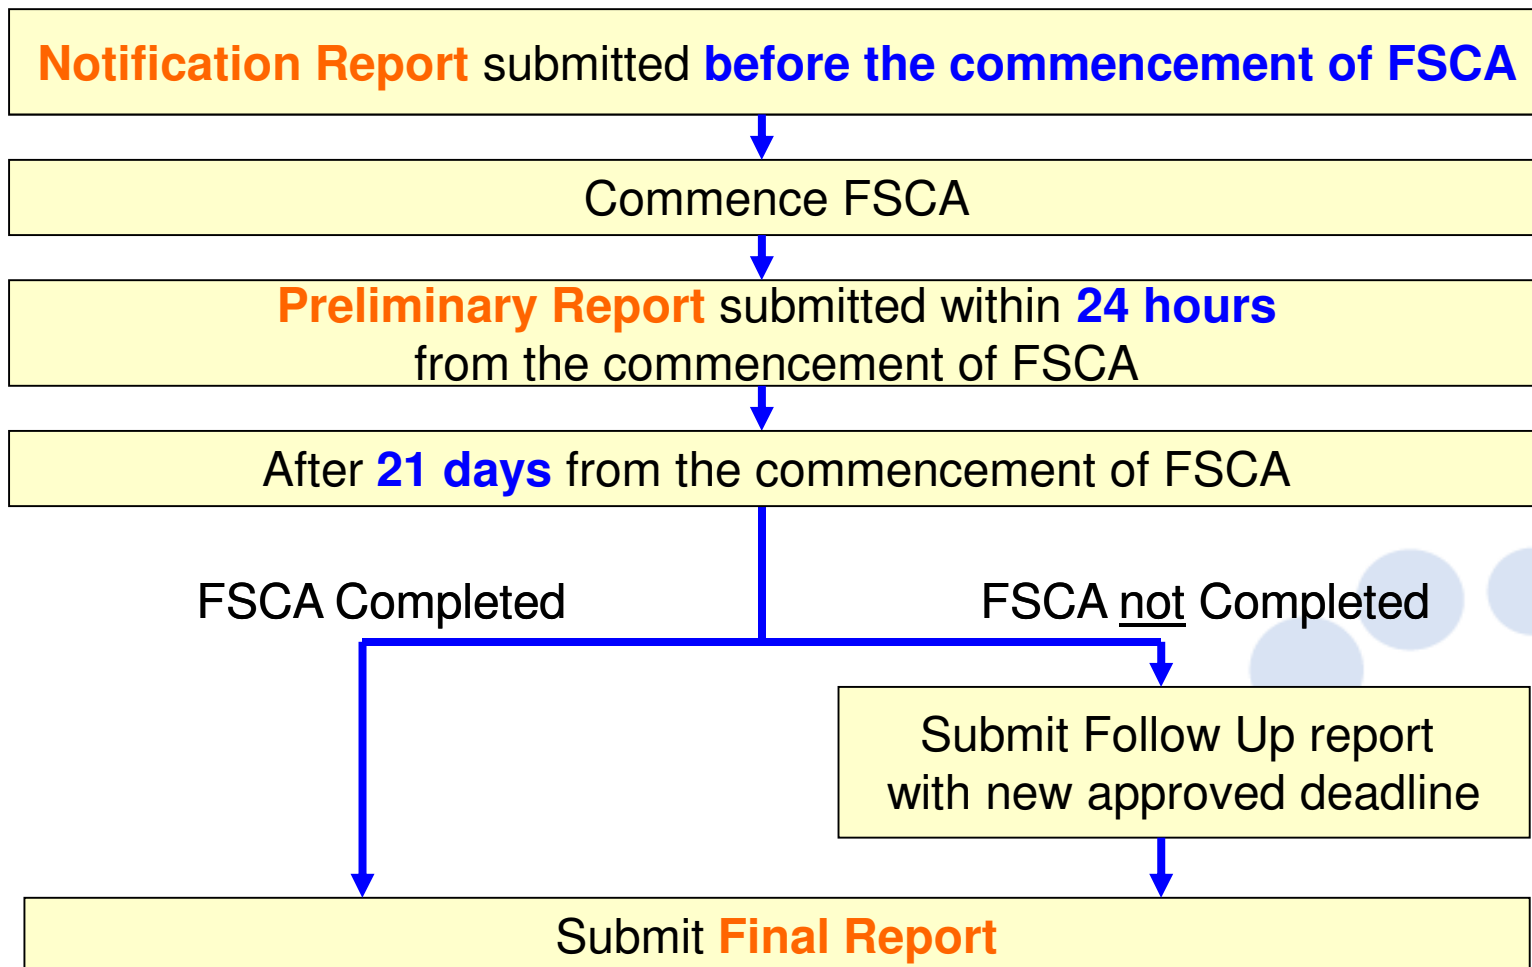 Notification Report submitted before the commencement of FSCA
Commence FSCA
Preliminary Report submitted within 24 hours
from the commencement of FSCA
After 21 days from the commencement of FSCA
FSCA Completed
FSCA not Completed
Submit Follow Up report
with new approved deadline
Submit Final Report